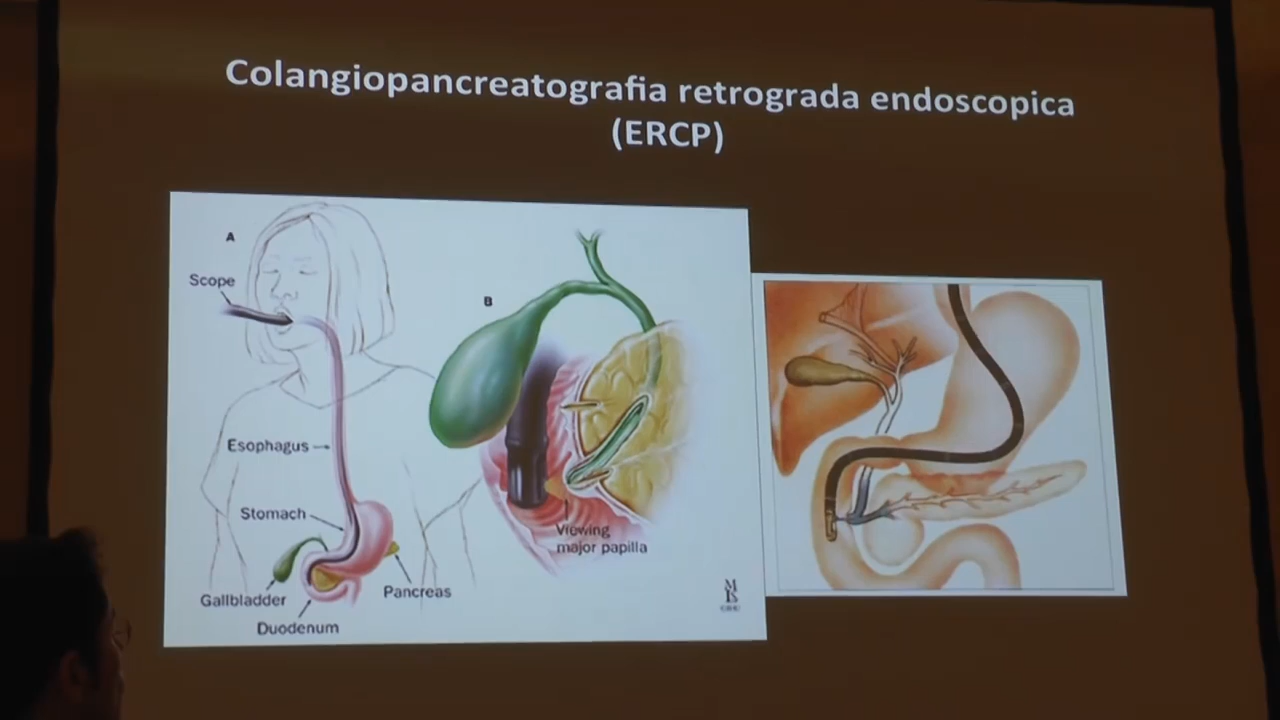 Colangiopancreatografia retrograda endoscopica
(ERCP)
A
Scope
Esophagus
Stomach
Gallbladder
Duodenum
Pancreas
B
Viewing
major papilla